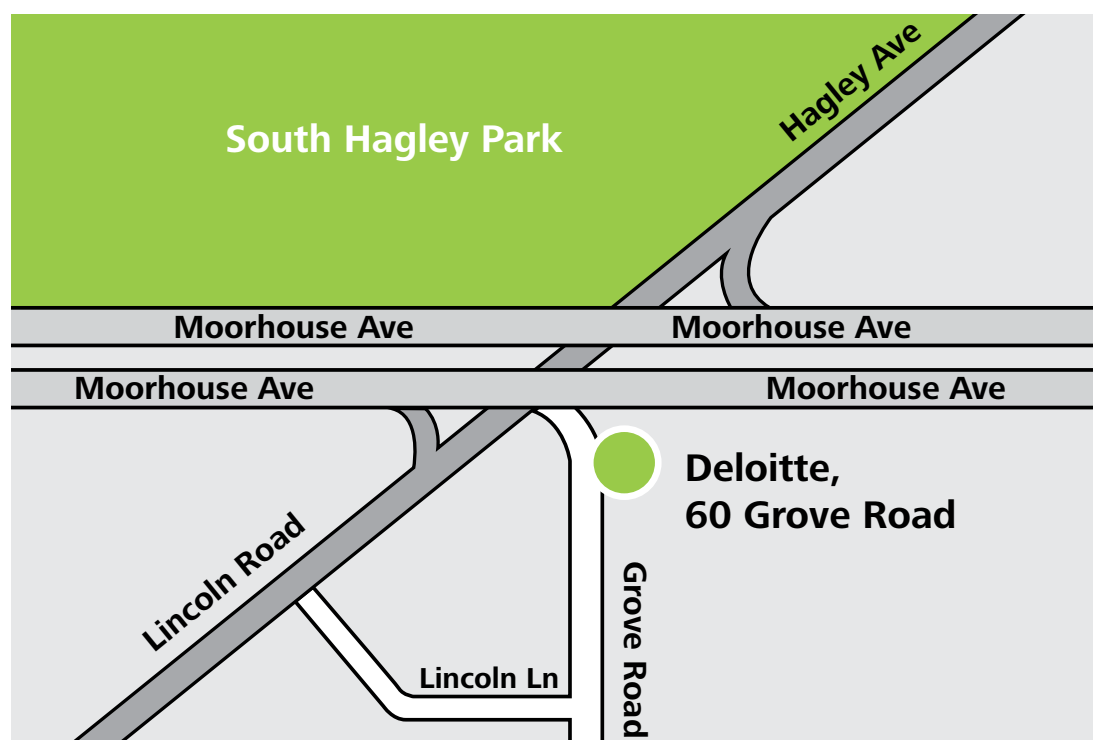 Hagley Ave
South Hagley Park
Moorhouse Ave
Moorhouse Ave
Moorhouse Ave
Moorhouse Ave
Deloitte,
60 Grove Road
Lincoln Road
Grove Road
Lincoln Ln